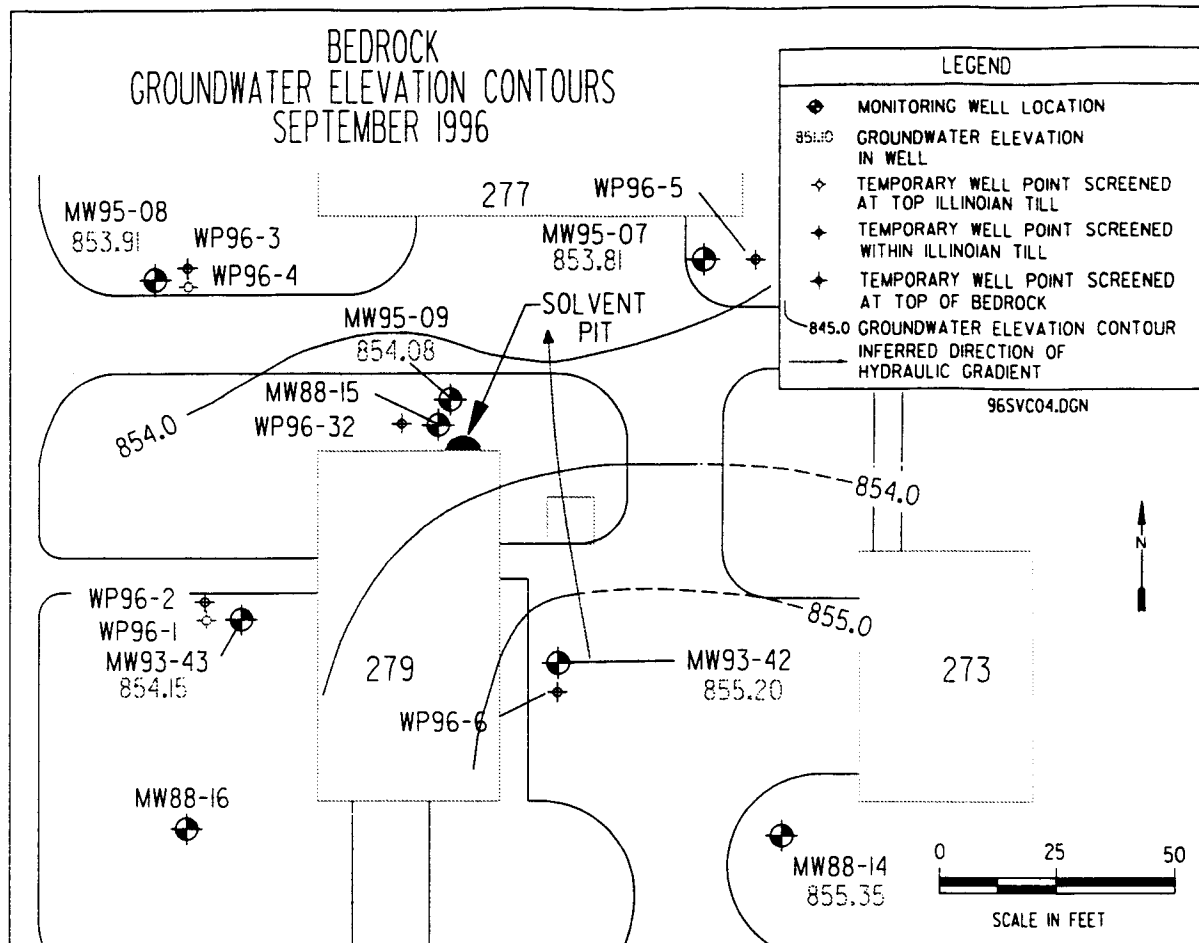 BEDROCK
GROUNDWATER ELEVATION CONTOURS
SEPTEMBER 1996
LEGEND
MONITORING WELL LOCATION
851.10 GROUNDWATER ELEVATION
IN WELL
TEMPORARY WELL POINT SCREENED
AT TOP ILLINOIAN TILL
TEMPORARY WELL POINT SCREENED
WITHIN ILLINOIAN TILL
TEMPORARY WELL POINT SCREENED
AT TOP OF BEDROCK
845.0 GROUNDWATER ELEVATION CONTOUR
INFERRED DIRECTION OF
HYDRAULIC GRADIENT
96SVC04.DGN
277
WP96-5
MW95-08
853.91
WP96-3
WP96-4
MW95-07
853.81
SOLVENT
PIT
MW95-09
854.08
MW88-15
WP96-32
854.0
854.0
N
WP96-2
WP96-1
MW93-43
854.15
855.0
279
MW93-42
855.20
273
WP96-6
MW88-16
MW88-14
855.35
0 25 50
SCALE IN FEET